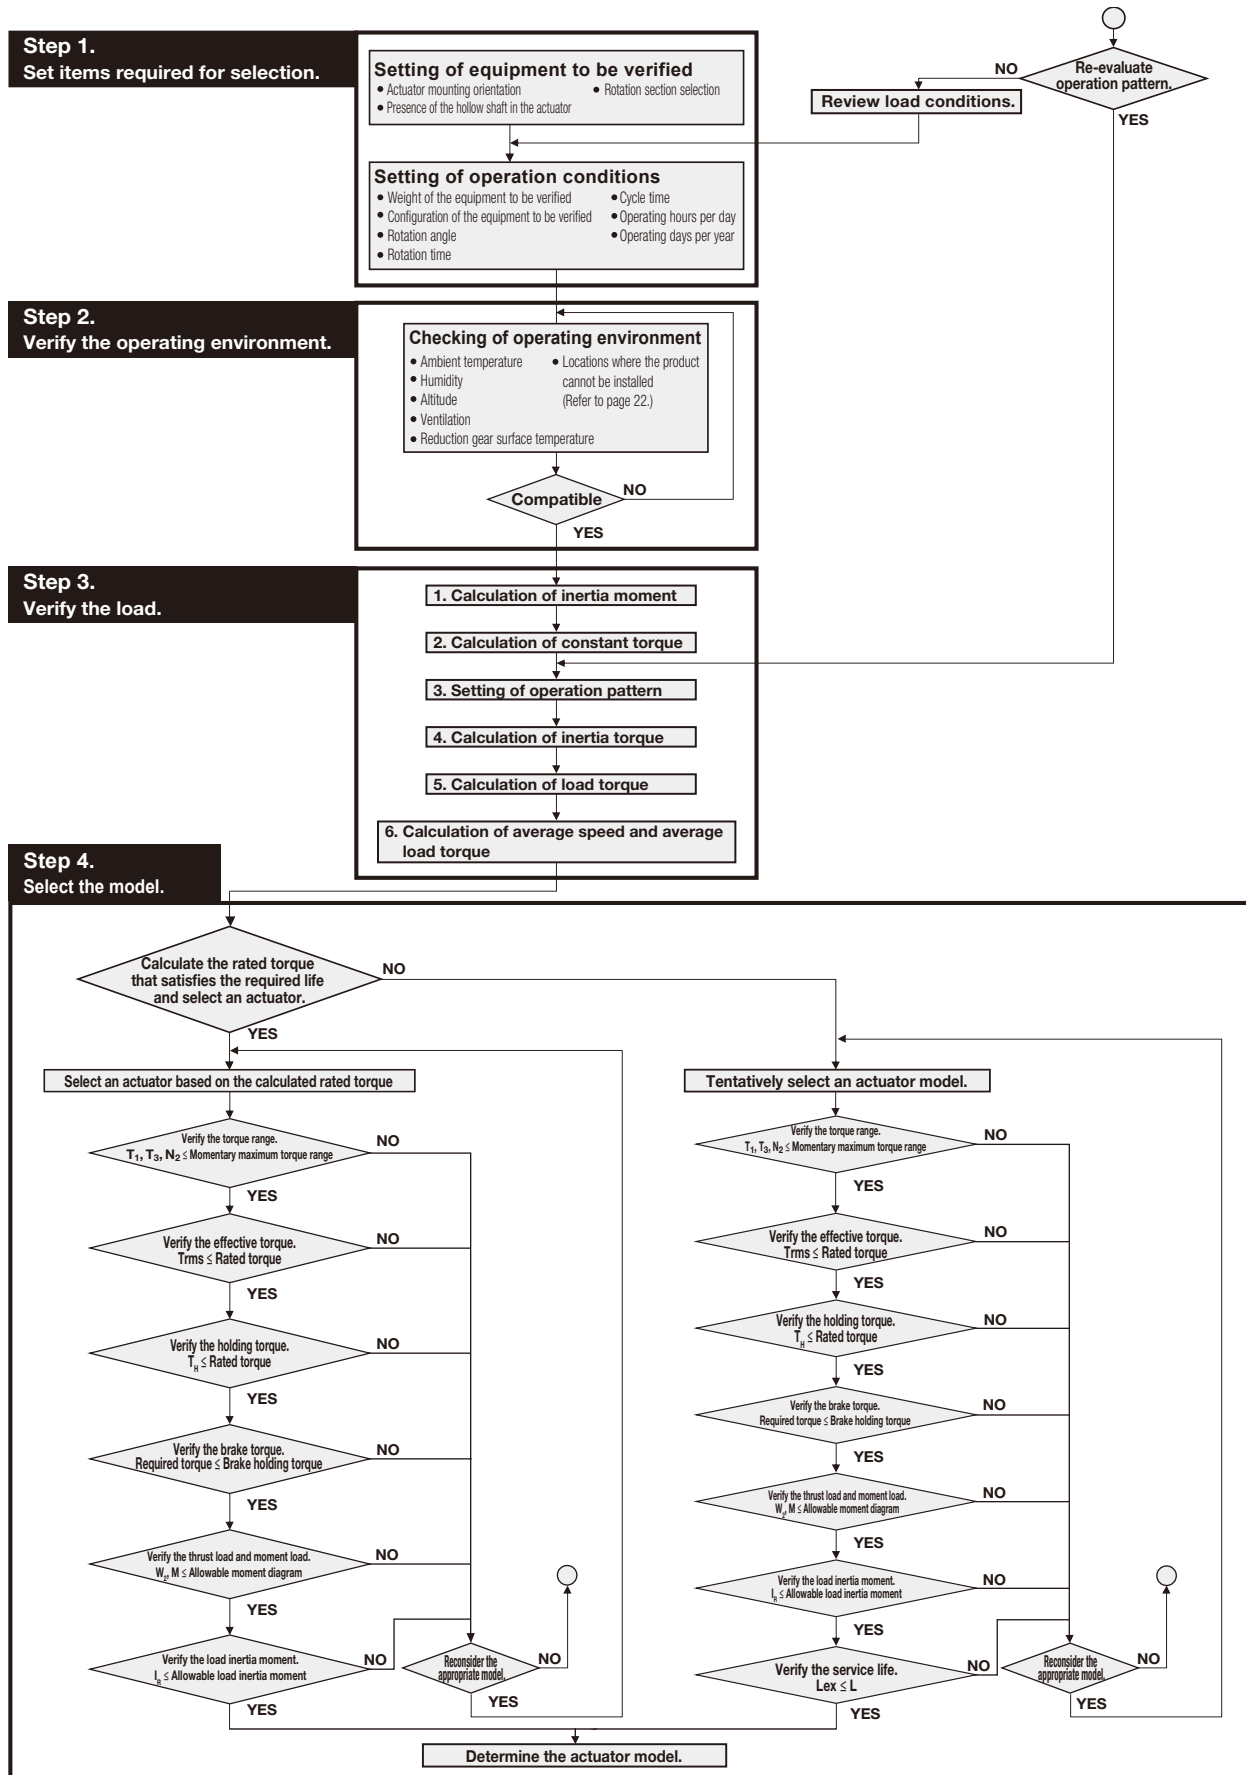 Step 1.
Set items required for selection.
Setting of equipment to be verified
• Actuator mounting orientation
• Rotation section selection
• Presence of the hollow shaft in the actuator
NO
Re-evaluate
operation pattern.
Review load conditions.
YES
Setting of operation conditions
• Weight of the equipment to be verified
• Configuration of the equipment to be verified
• Rotation angle
• Rotation time
• Cycle time
• Operating hours per day
• Operating days per year
Step 2.
Verify the operating environment.
Checking of operating environment
• Ambient temperature
• Humidity
• Altitude
• Ventilation
• Reduction gear surface temperature
• Locations where the product
cannot be installed
(Refer to page 22.)
Compatible
NO
YES
Step 3.
Verify the load.
1. Calculation of inertia moment
2. Calculation of constant torque
3. Setting of operation pattern
4. Calculation of inertia torque
5. Calculation of load torque
6. Calculation of average speed and average
load torque
Step 4.
Select the model.
Calculate the rated torque
that satisfies the required life
and select an actuator.
NO
YES
Select an actuator based on the calculated rated torque
Verify the torque range.
T1, T3, N2 ≤ Momentary maximum torque range
NO
YES
Verify the effective torque.
Trms ≤ Rated torque
NO
YES
Verify the holding torque.
TH ≤ Rated torque
NO
YES
Verify the brake torque.
Required torque ≤ Brake holding torque
NO
YES
Verify the thrust load and moment load.
W2, M ≤ Allowable moment diagram
NO
YES
Verify the load inertia moment.
IR ≤ Allowable load inertia moment
NO
YES
Reconsider the
appropriate model.
NO
YES
Tentatively select an actuator model.
Verify the torque range.
T1, T3, N2 ≤ Momentary maximum torque range
NO
YES
Verify the effective torque.
Trms ≤ Rated torque
NO
YES
Verify the holding torque.
TH ≤ Rated torque
NO
YES
Verify the brake torque.
Required torque ≤ Brake holding torque
NO
YES
Verify the thrust load and moment load.
W2, M ≤ Allowable moment diagram
NO
YES
Verify the load inertia moment.
IR ≤ Allowable load inertia moment
NO
YES
Verify the service life.
Lex ≤ L
NO
YES
Reconsider the
appropriate model.
NO
YES
Determine the actuator model.